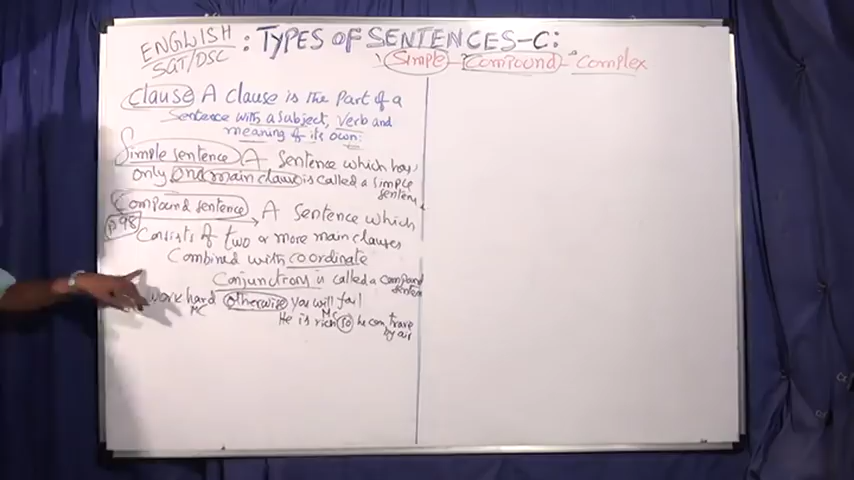 ENGLISH
SGT/DSC
: TYPES OF SENTENCES-C:
Simple - Compound - Complex
Clause A Clause is the Part of a
Sentence with a subject, Verb and
meaning of its own:
Simple sentence A Sentence which has
only one main clause is called a simple
sentence
Compound sentence A Sentence which
P98 Consists of two or more main clauses
Combined with coordinate
Conjunctions is called a compound
sentence
work hard otherwise you will fail
MC MC
He is rich so he can travel
by air